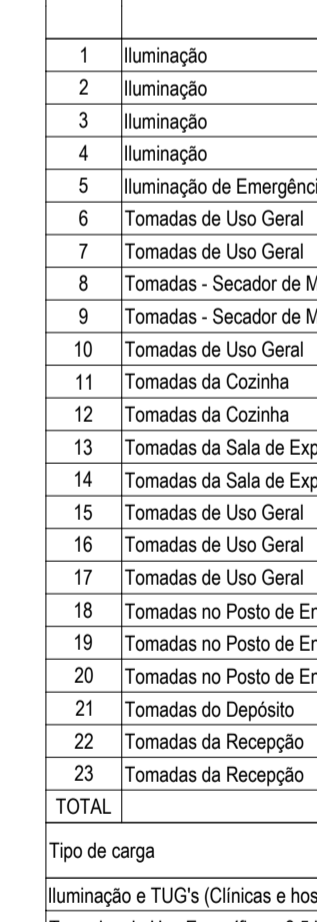 1 Iluminação
2 Iluminação
3 Iluminação
4 Iluminação
5 Iluminação de Emergênci
6 Tomadas de Uso Geral
7 Tomadas de Uso Geral
8 Tomadas - Secador de M
9 Tomadas - Secador de M
10 Tomadas de Uso Geral
11 Tomadas da Cozinha
12 Tomadas da Cozinha
13 Tomadas da Sala de Exp
14 Tomadas da Sala de Exp
15 Tomadas de Uso Geral
16 Tomadas de Uso Geral
17 Tomadas de Uso Geral
18 Tomadas no Posto de En
19 Tomadas no Posto de En
20 Tomadas no Posto de En
21 Tomadas do Depósito
22 Tomadas da Recepção
23 Tomadas da Recepção
TOTAL
Tipo de carga
Iluminação e TUG's (Clínicas e hos